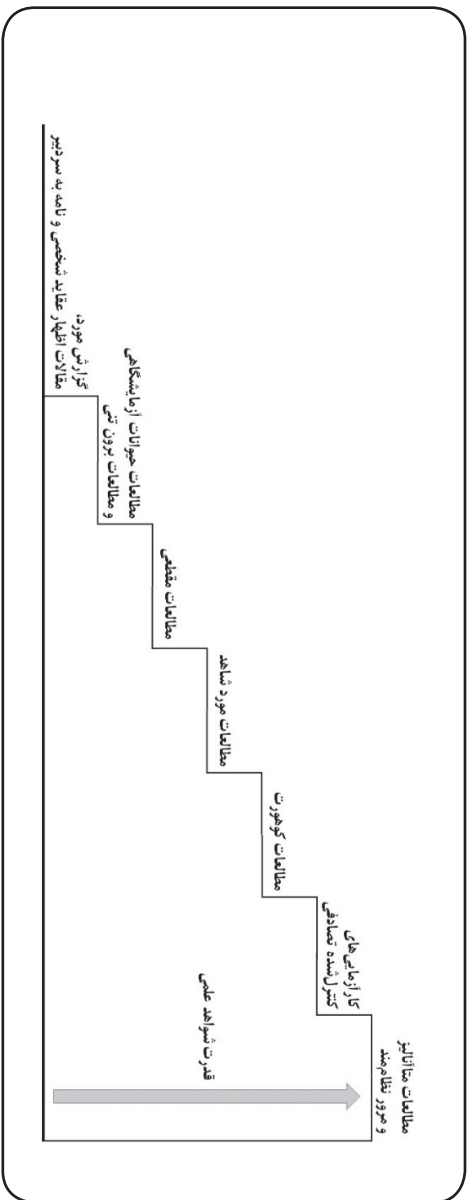 گزارش مورد،
مقالات اظهار عقاید شخصی و نامه به سردبیر
مطالعات حیوانات آزمایشگاهی
و مطالعات برون تنی
مطالعات مقطعی
مطالعات مورد شاهد
مطالعات کوهورت
کارآزمایی‌های
کنترل‌شده تصادفی
مطالعات متاآنالیز
و مرور نظام‌مند
قدرت شواهد علمی